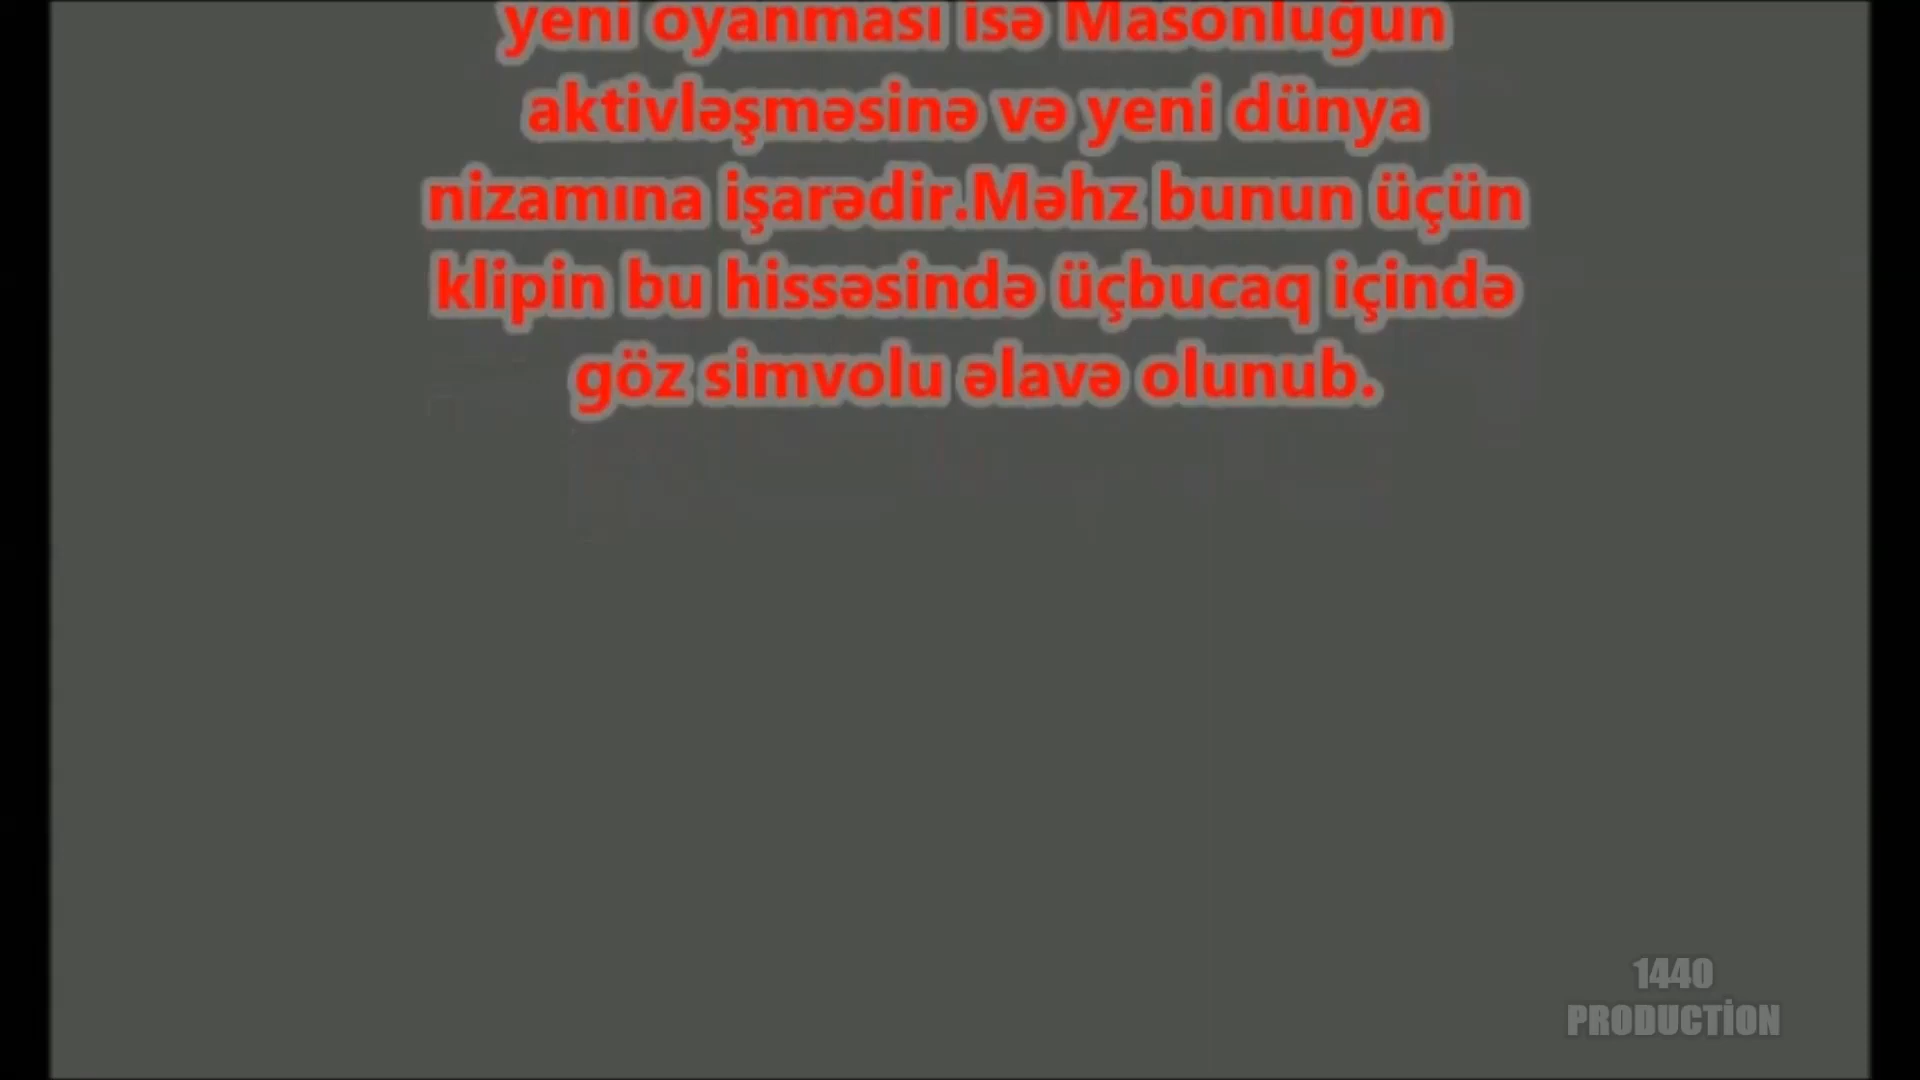 yeni oyanması isə Masonluğun
aktivləşməsinə və yeni dünya
nizamına işarədir.Məhz bunun üçün
klipin bu hissəsində üçbucaq içində
göz simvolu əlavə olunub.
1440
PRODUCTİON